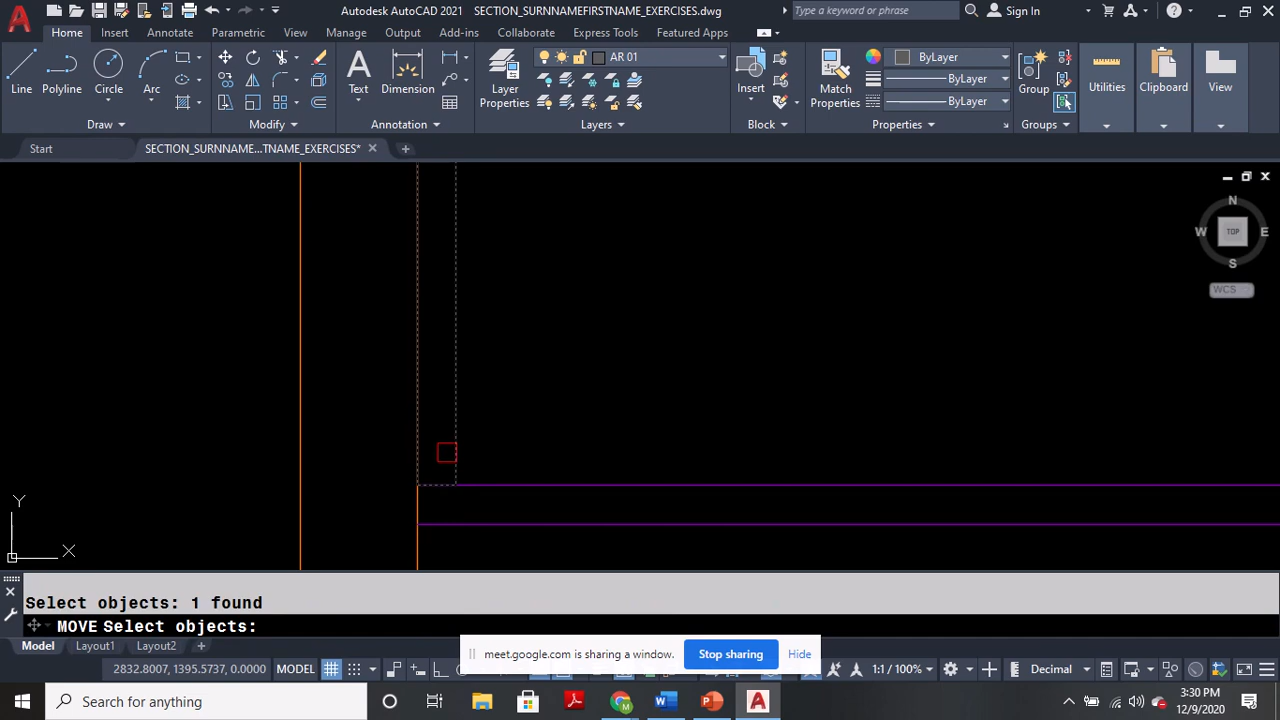 Autodesk AutoCAD 2021 SECTION_SURNNAMEFIRSTNAME_EXERCISES.dwg
Type a keyword or phrase
Sign In
Home Insert Annotate Parametric View Manage Output Add-ins Collaborate Express Tools Featured Apps
AR 01
ByLayer
Line Polyline Circle Arc
Text Dimension
Layer Properties
Insert
Match Properties
ByLayer
ByLayer
Group
Utilities Clipboard View
Draw Modify Annotation Layers Block Properties Groups
Start SECTION_SURNNAME...TNAME_EXERCISES*
N
W TOP E
S
WCS
Y
X
Select objects: 1 found
MOVE Select objects:
Model Layout1 Layout2
meet.google.com is sharing a window. Stop sharing Hide
2832.8007, 1395.5737, 0.0000 MODEL 1:1 / 100% Decimal
Search for anything
3:30 PM
12/9/2020